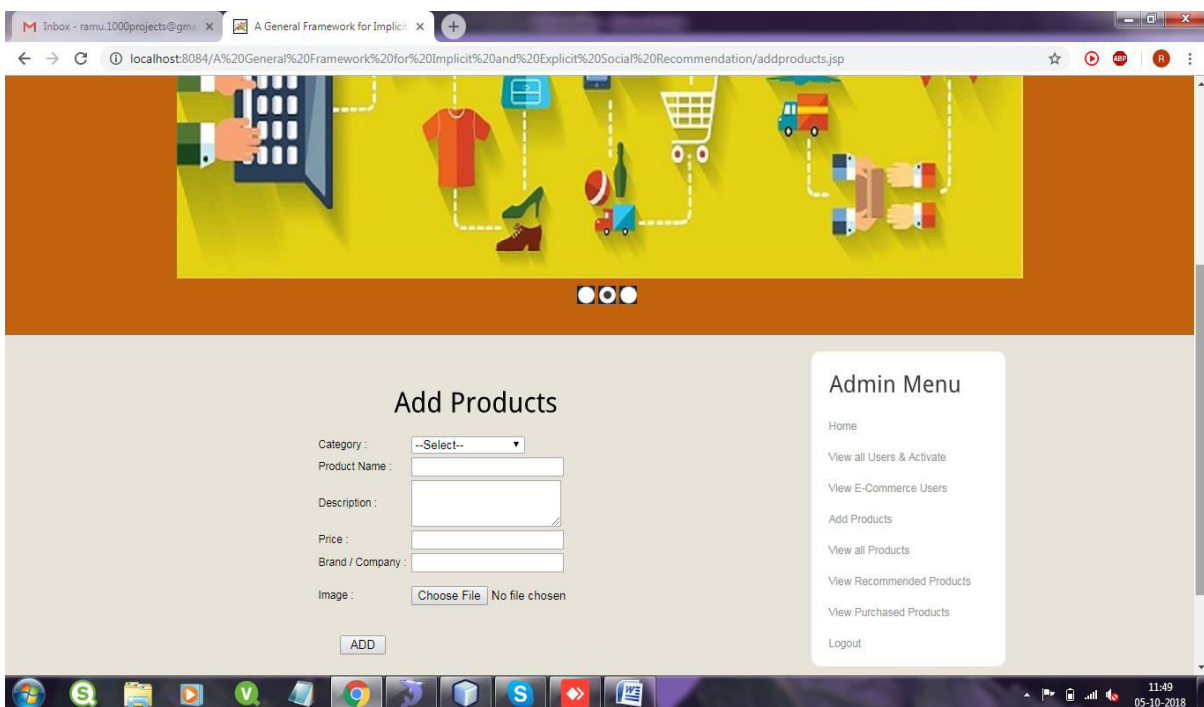 Inbox - ramu.1000projects@gma
A General Framework for Implicit
localhost:8084/A%20General%20Framework%20for%20Implicit%20and%20Explicit%20Social%20Recommendation/addproducts.jsp
ABP
R
Add Products
Category :
--Select--
Product Name :
Description :
Price :
Brand / Company :
Image :
Choose File No file chosen
ADD
Admin Menu
Home
View all Users & Activate
View E-Commerce Users
Add Products
View all Products
View Recommended Products
View Purchased Products
Logout
11:49
05-10-2018